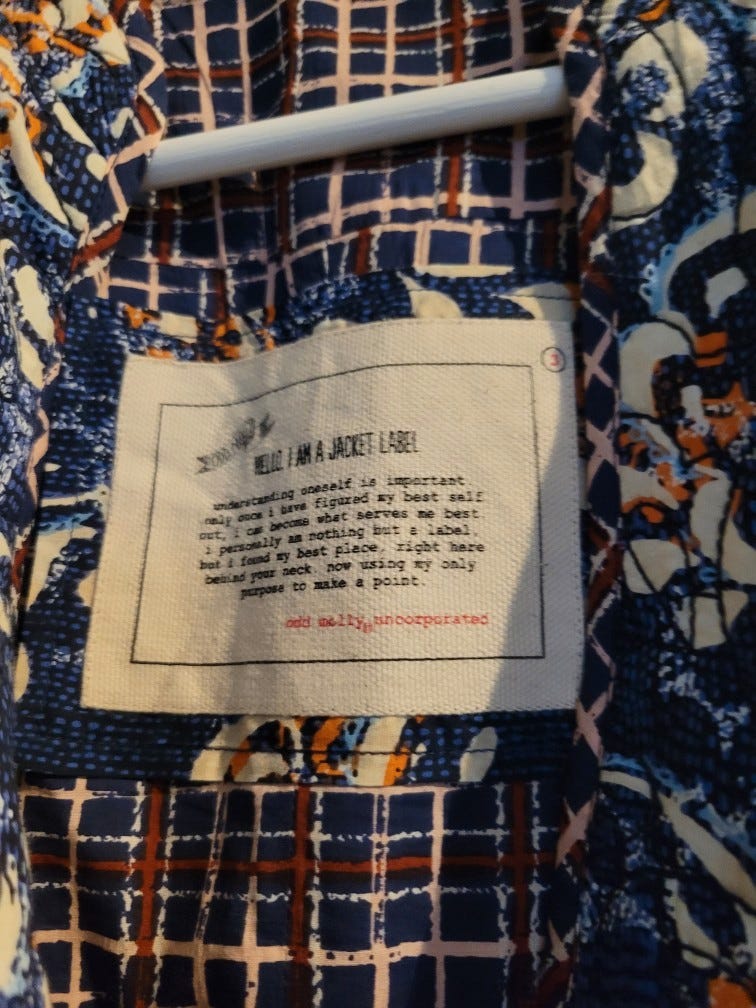 3
HELLO I AM A JACKET LABEL
understanding oneself is important.
only once i have figured my best self
out, i can become what serves me best
i personally am nothing but a label,
but i found my best place, right here
behind your neck. now using my only
purpose to make a point.
odd molly uncorporated